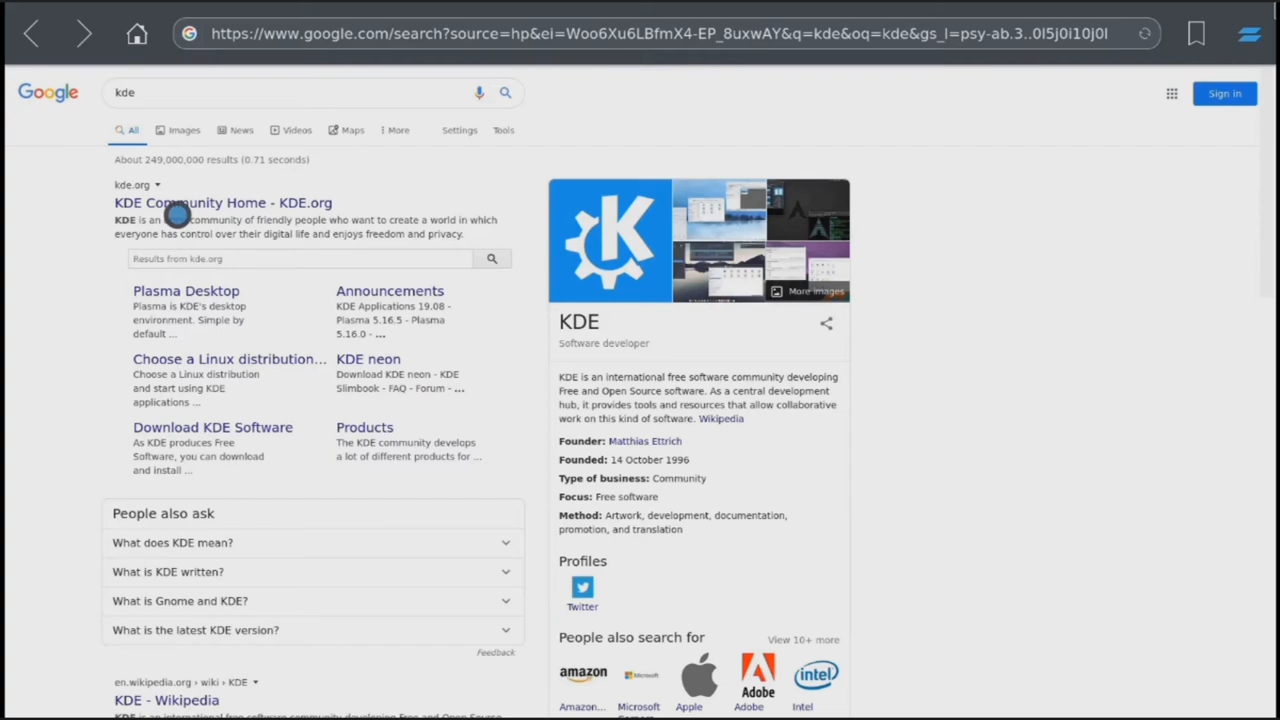 https://www.google.com/search?source=hp&ei=Woo6Xu6LBfmX4-EP_8uxwAY&q=kde&oq=kde&gs_l=psy-ab.3..0l5j0i10j0l
Google
kde
Sign in
All Images News Videos Maps More Settings Tools
About 249,000,000 results (0.71 seconds)
kde.org
KDE Community Home - KDE.org
KDE is an community of friendly people who want to create a world in which
everyone has control over their digital life and enjoys freedom and privacy.
Results from kde.org
Plasma Desktop
Plasma is KDE's desktop
environment. Simple by
default ...
Announcements
KDE Applications 19.08 -
Plasma 5.16.5 - Plasma
5.16.0 - ...
Choose a Linux distribution...
Choose a Linux distribution
and start using KDE
applications ...
KDE neon
Download KDE neon - KDE
Slimbook - FAQ - Forum - ...
Download KDE Software
As KDE produces Free
Software, you can download
and install ...
Products
The KDE community develops
a lot of different products for ...
People also ask
What does KDE mean?
What is KDE written?
What is Gnome and KDE?
What is the latest KDE version?
Feedback
en.wikipedia.org › wiki › KDE
KDE - Wikipedia
KDE is an international free software community developing Free and Open Source
More images
KDE
Software developer
KDE is an international free software community developing
Free and Open Source software. As a central development
hub, it provides tools and resources that allow collaborative
work on this kind of software. Wikipedia
Founder: Matthias Ettrich
Founded: 14 October 1996
Type of business: Community
Focus: Free software
Method: Artwork, development, documentation,
promotion, and translation
Profiles
Twitter
People also search for
View 10+ more
amazon Microsoft Adobe intel
Amazon... Microsoft Apple Adobe Intel